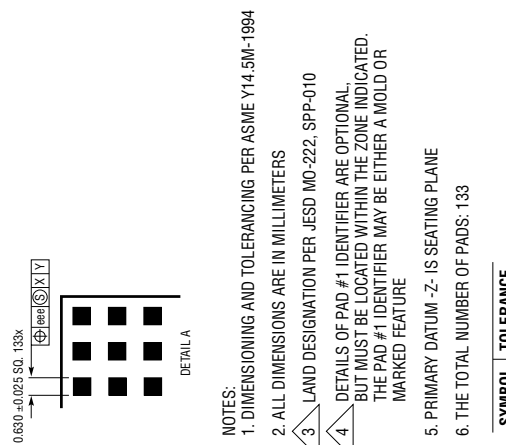 0.630 ±0.025 SQ. 133x
⌖ eee Ⓢ X Y
DETAIL A
NOTES:
1. DIMENSIONING AND TOLERANCING PER ASME Y14.5M-1994
2. ALL DIMENSIONS ARE IN MILLIMETERS
3 LAND DESIGNATION PER JESD MO-222, SPP-010
4 DETAILS OF PAD #1 IDENTIFIER ARE OPTIONAL,
BUT MUST BE LOCATED WITHIN THE ZONE INDICATED.
THE PAD #1 IDENTIFIER MAY BE EITHER A MOLD OR
MARKED FEATURE
5. PRIMARY DATUM -Z- IS SEATING PLANE
6. THE TOTAL NUMBER OF PADS: 133
SYMBOL TOLERANCE